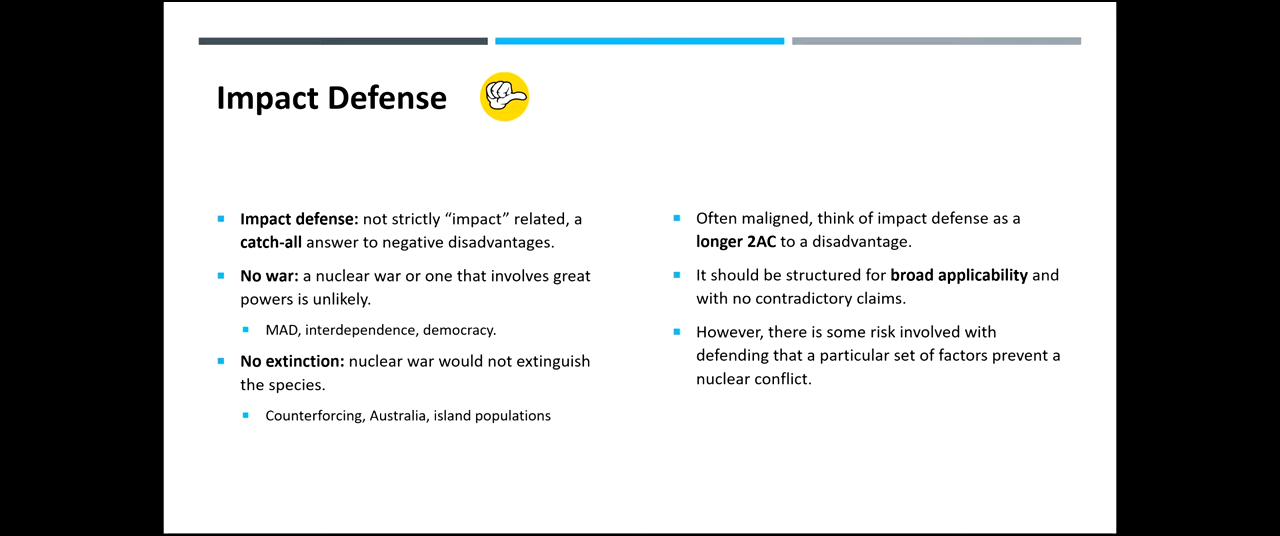 Impact Defense
Impact defense: not strictly “impact” related, a
catch-all answer to negative disadvantages.
No war: a nuclear war or one that involves great
powers is unlikely.
MAD, interdependence, democracy.
No extinction: nuclear war would not extinguish
the species.
Counterforcing, Australia, island populations
Often maligned, think of impact defense as a
longer 2AC to a disadvantage.
It should be structured for broad applicability and
with no contradictory claims.
However, there is some risk involved with
defending that a particular set of factors prevent a
nuclear conflict.